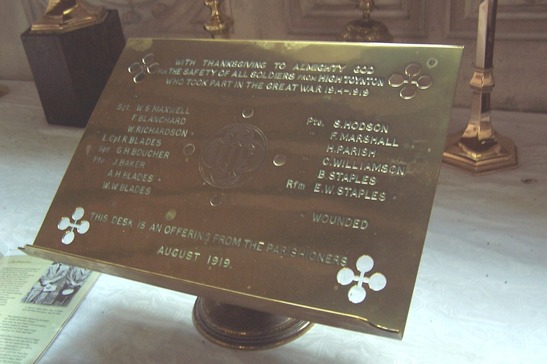 WITH THANKSGIVING TO ALMIGHTY GOD
FOR THE SAFETY OF ALL SOLDIERS FROM HIGH TOYNTON
WHO TOOK PART IN THE GREAT WAR 1914-1919
Sgt. W S MAXWELL
F. BLANCHARD
W. RICHARDSON
L Cpl R. BLADES
G H BOUCHER
Pte. J. BAKER
A.H BLADES
W.W BLADES
Pte. S. HODSON
F. MARSHALL
H. PARISH
C. WILLIAMSON
B. STAPLES
Rfm E.W. STAPLES
WOUNDED
THIS DESK IS AN OFFERING FROM THE PARISHIONERS
AUGUST 1919.